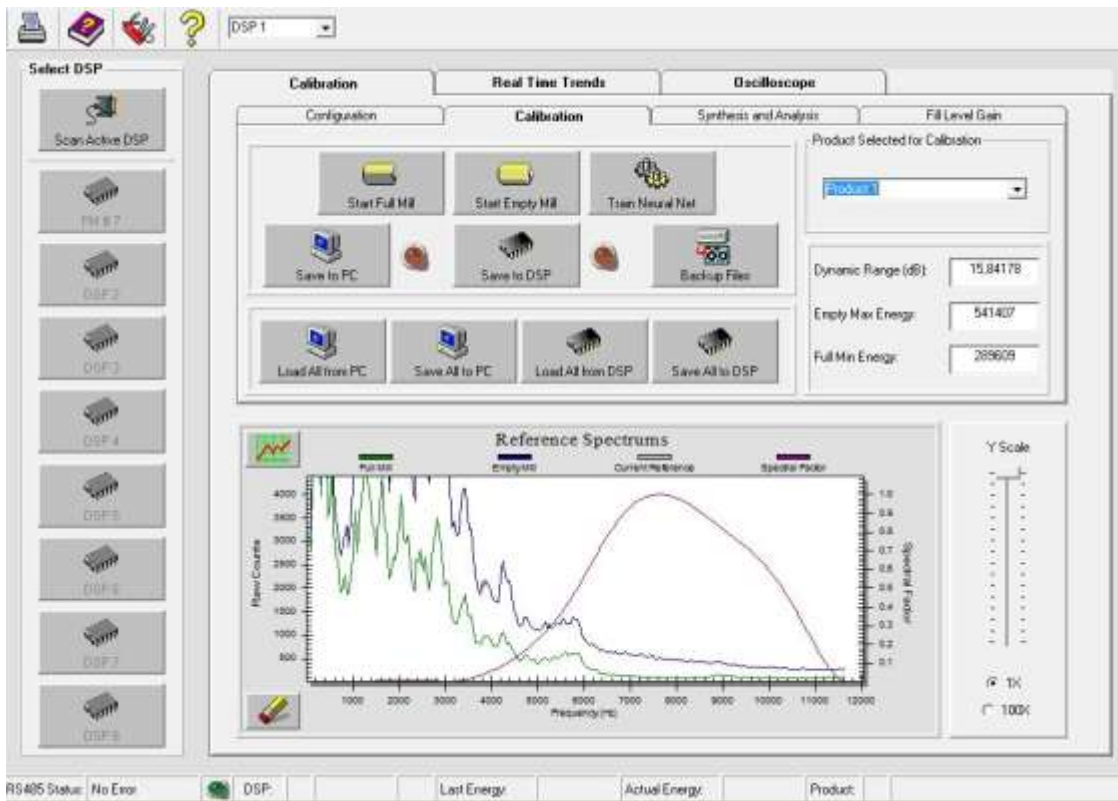 DSP 1
Select DSP
Scan Active DSP
DSP 2
DSP 3
DSP 4
DSP 5
DSP 6
DSP 7
DSP 8
Calibration
Real Time Trends
Oscilloscope
Configuration
Calibration
Synthesis and Analysis
Fill Level Gain
Start Full Mill
Start Empty Mill
Train Neural Net
Save to PC
Save to DSP
Backup Files
Load All from PC
Save All to PC
Load All from DSP
Save All to DSP
Product Selected for Calibration
Product 1
Dynamic Range (dB):
15,84178
Empty Max Energy:
541407
Full Min Energy:
289609
Reference Spectrums
Full Mill
Empty Mill
Current Reference
Spectral Factor
Raw Counts
4000
3500
3000
2500
2000
1500
1000
500
1.0
0.9
0.8
0.7
0.6
0.5
0.4
0.3
0.2
0.1
Spectral Factor
1000
2000
3000
4000
5000
6000
7000
8000
9000
10000
11000
12000
Frequency (Hz)
Y Scale
1X
100X
RS485 Status: No Error
DSP:
Last Energy:
Actual Energy:
Product: